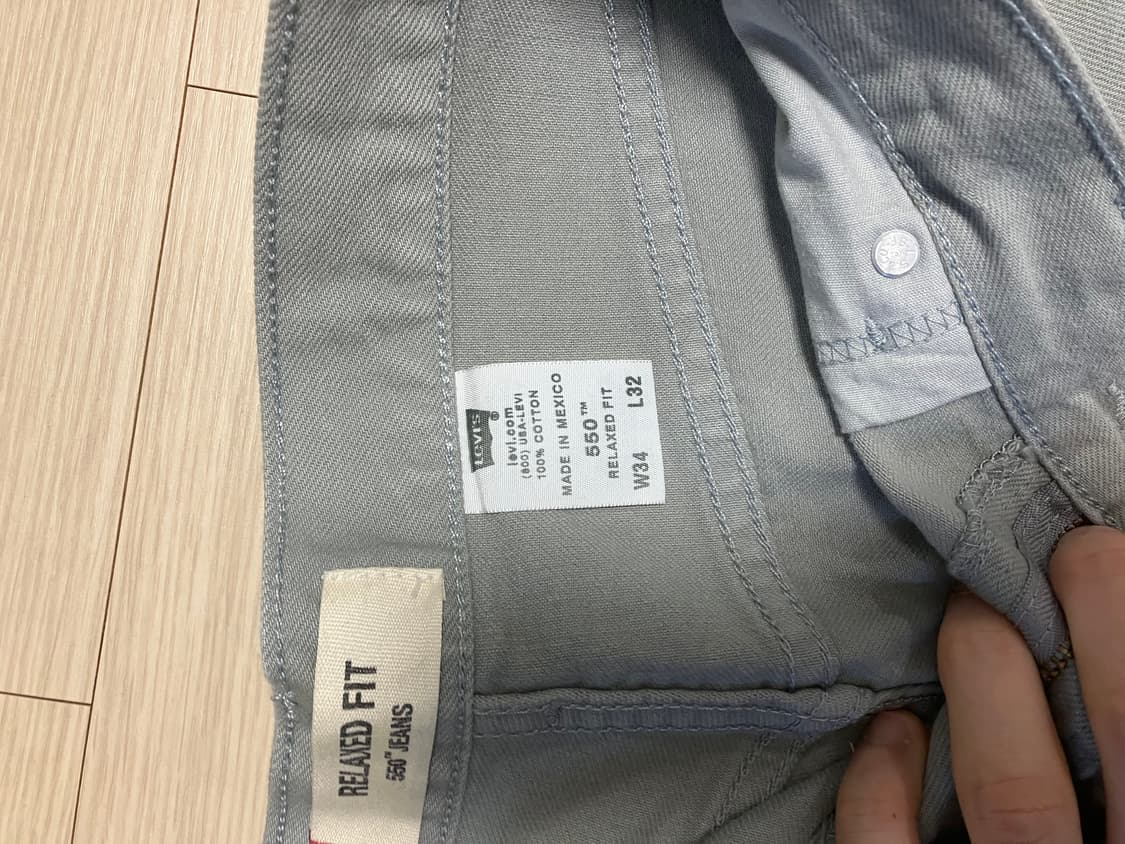 Levi's®
levi.com
(800) USA-LEVI
100% COTTON
MADE IN MEXICO
550™
RELAXED FIT
W34 L32
RELAXED FIT
550™ JEANS